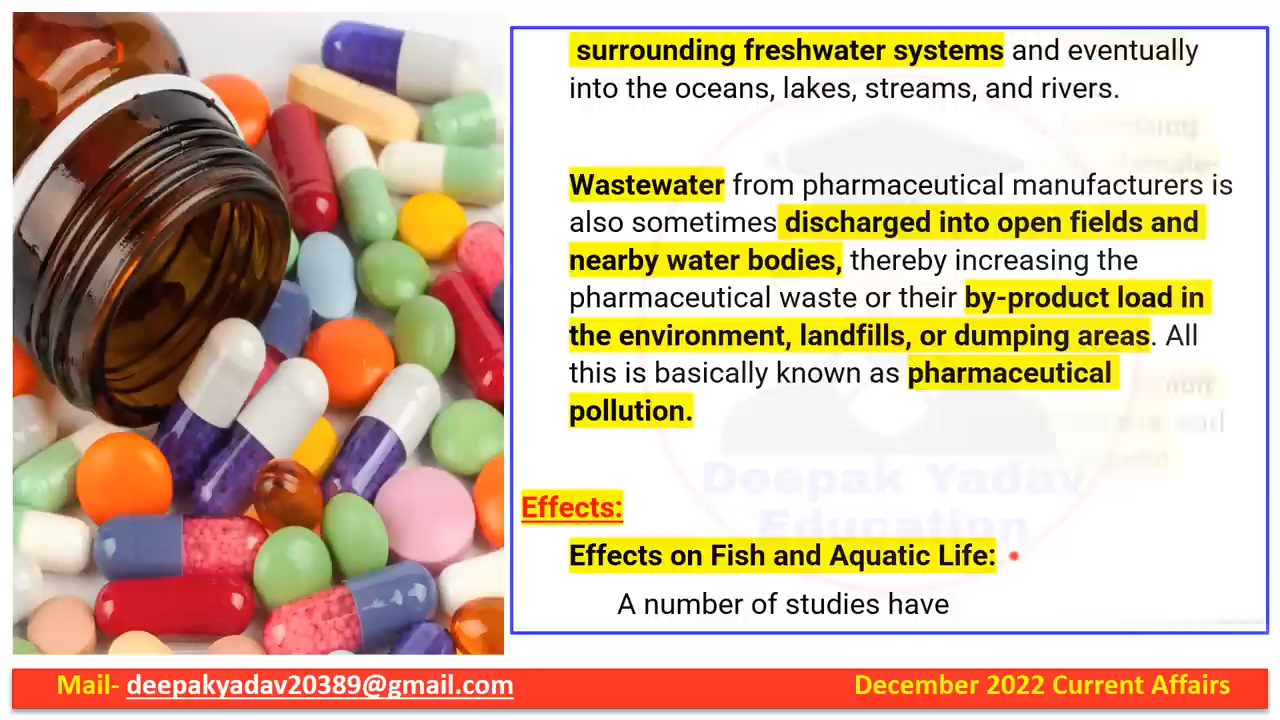 surrounding freshwater systems and eventually
into the oceans, lakes, streams, and rivers.
Wastewater from pharmaceutical manufacturers is
also sometimes discharged into open fields and
nearby water bodies, thereby increasing the
pharmaceutical waste or their by-product load in
the environment, landfills, or dumping areas. All
this is basically known as pharmaceutical
pollution.
Deepak Yadav
Education
Effects:
Effects on Fish and Aquatic Life:
A number of studies have
Mail- deepakyadav20389@gmail.com
December 2022 Current Affairs